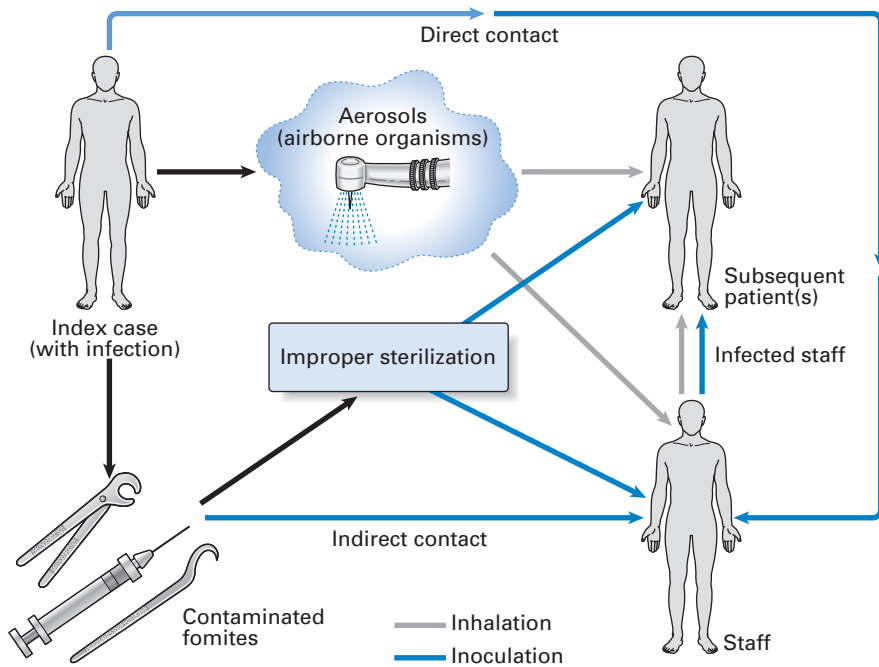 Direct contact
Aerosols
(airborne organisms)
Index case
(with infection)
Subsequent
patient(s)
Improper sterilization
Infected staff
Indirect contact
Contaminated
fomites
Inhalation
Inoculation
Staff